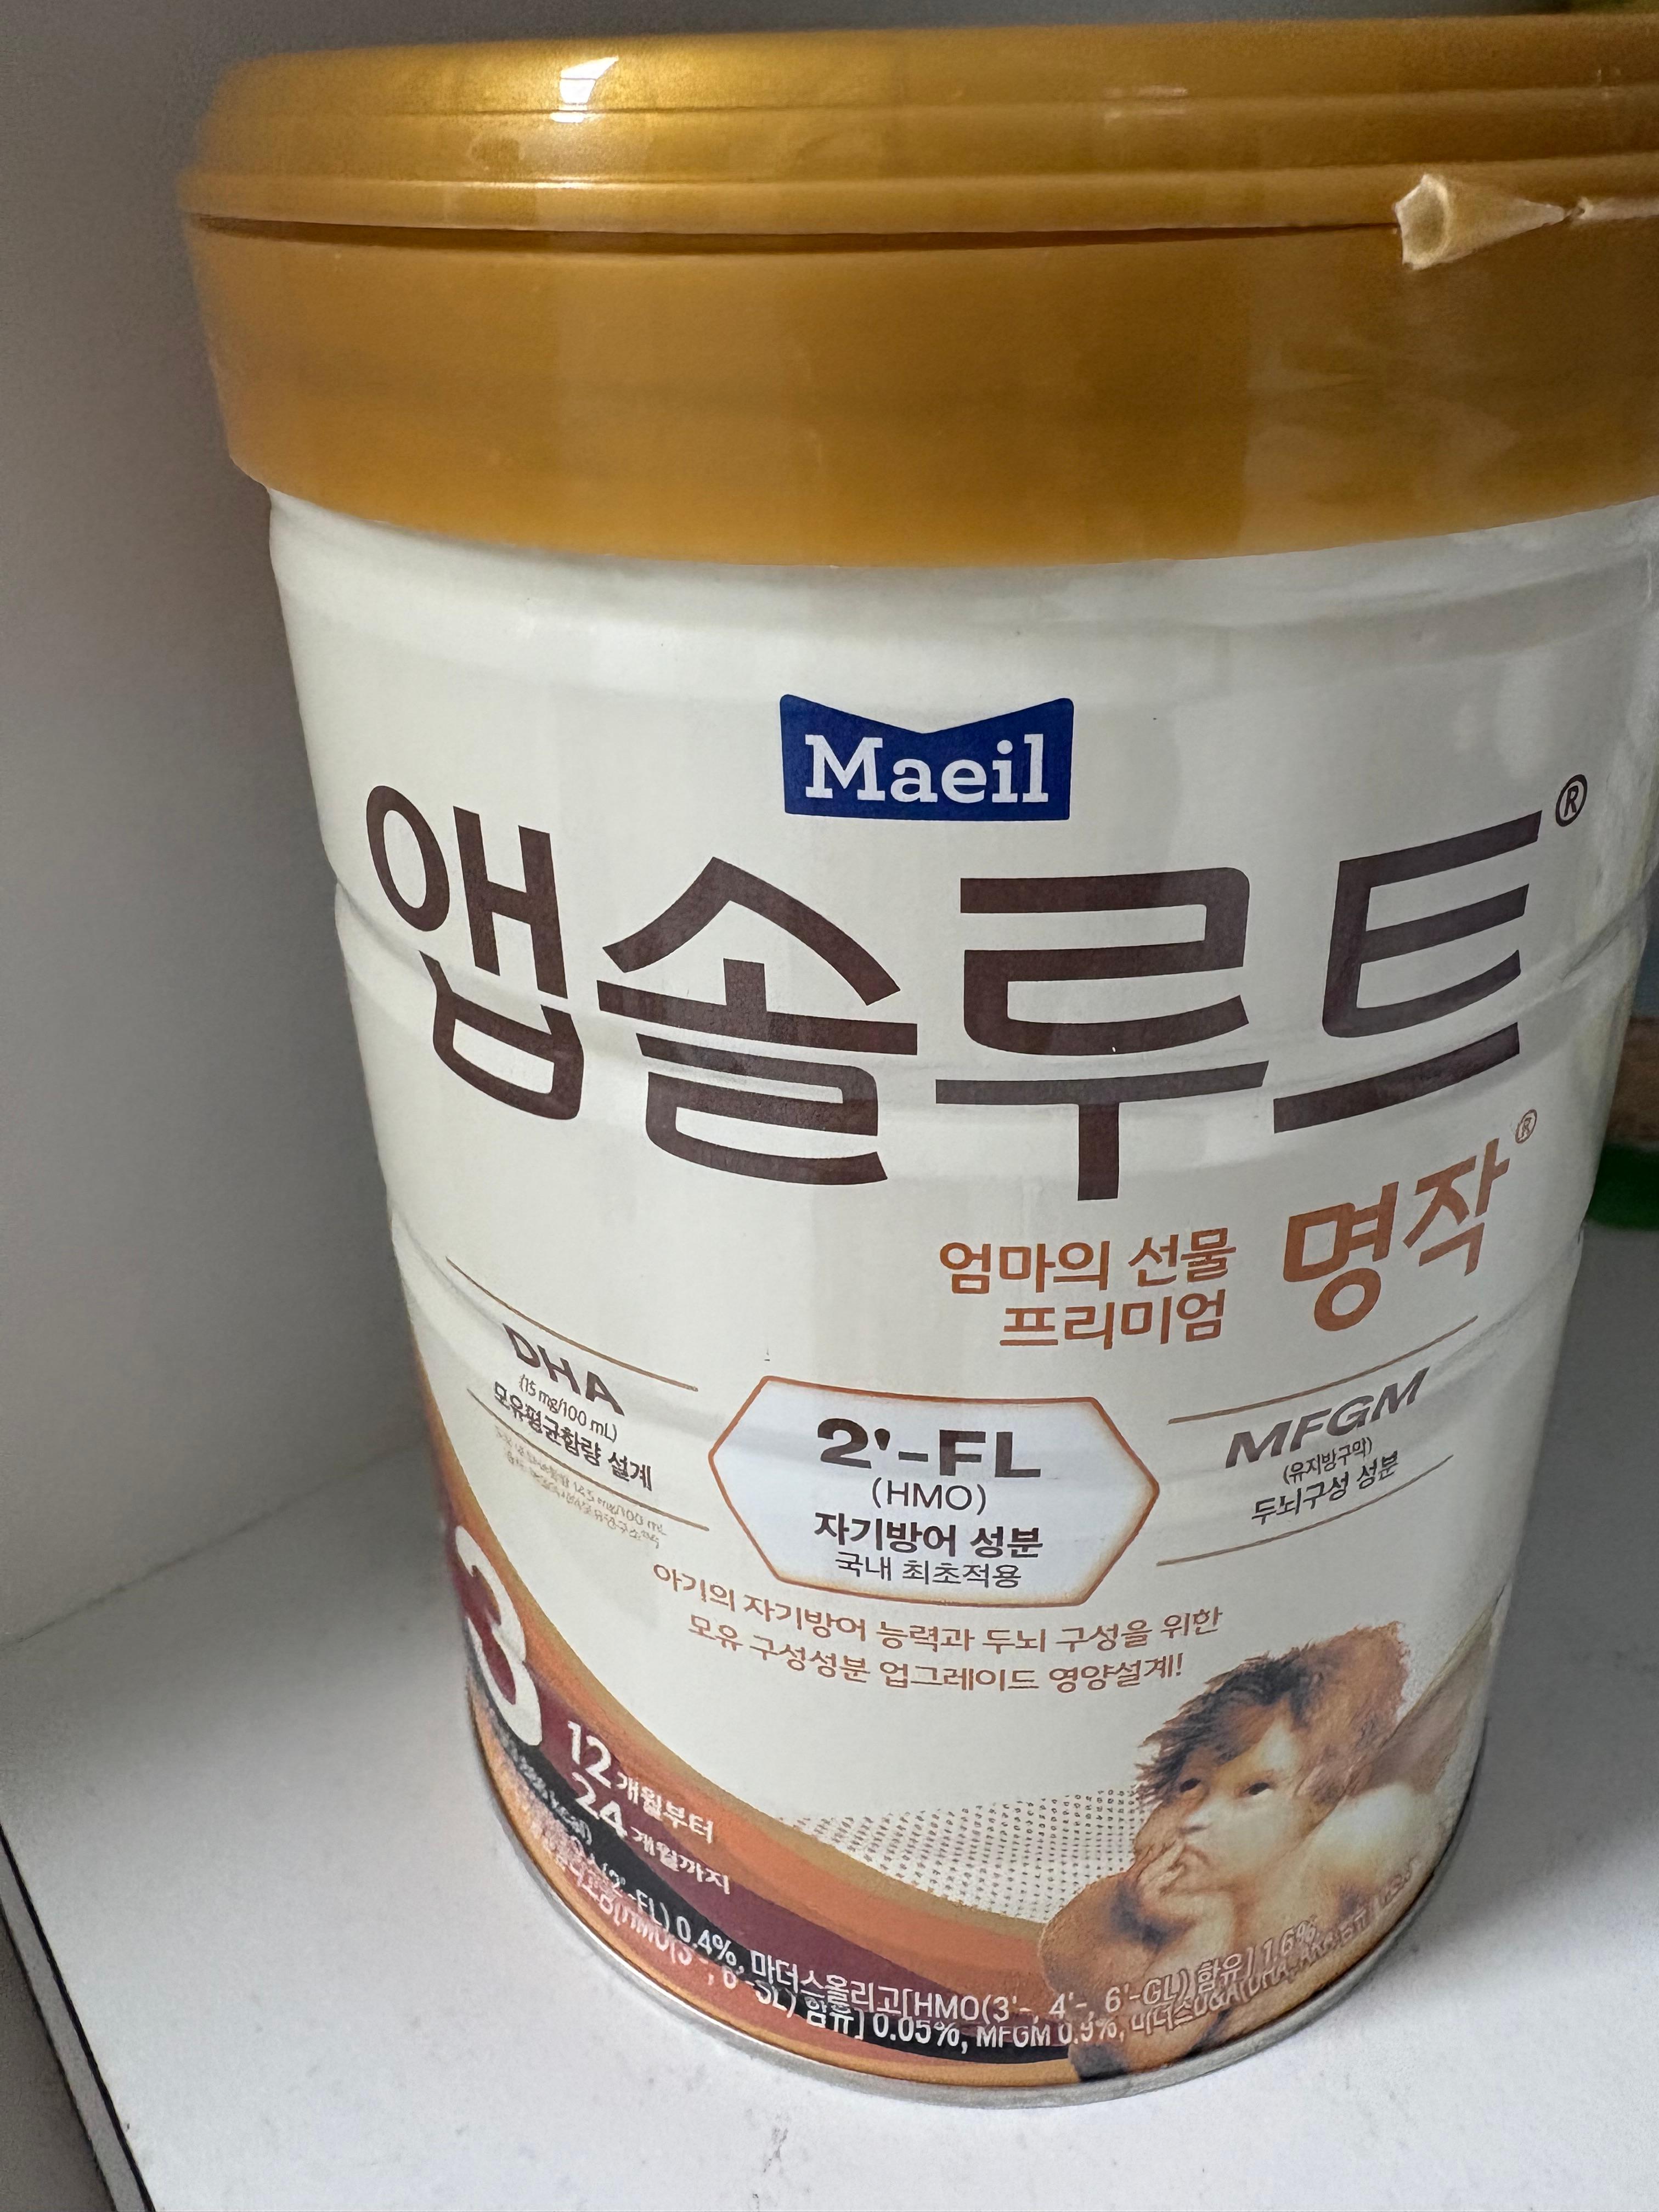 Maeil
앱솔루트®
엄마의 선물
프리미엄
명작®
DHA
(15 mg/100 mL)
모유평균함량 설계
2'-FL
(HMO)
자기방어 성분
국내 최초적용
MFGM
(유지방구막)
두뇌구성 성분
아기의 자기방어 능력과 두뇌 구성을 위한
모유 구성성분 업그레이드 영양설계!
3
12개월부터
24개월까지
(2'-FL) 0.4%, 마더스올리고[HMO(3'-, 4'-, 6'-GL) 함유] 1.6%,
6'-SL) 함유] 0.05%, MFGM 0.9%,